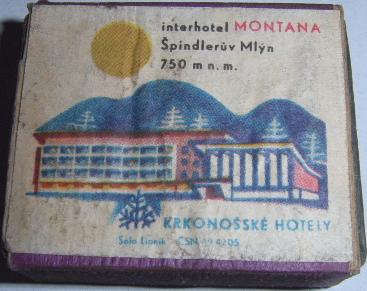 interhotel MONTANA
Špindlerův Mlýn
750 m n. m.
KRKONOŠSKÉ HOTELY
Solo Lipník ČSN 49 4205